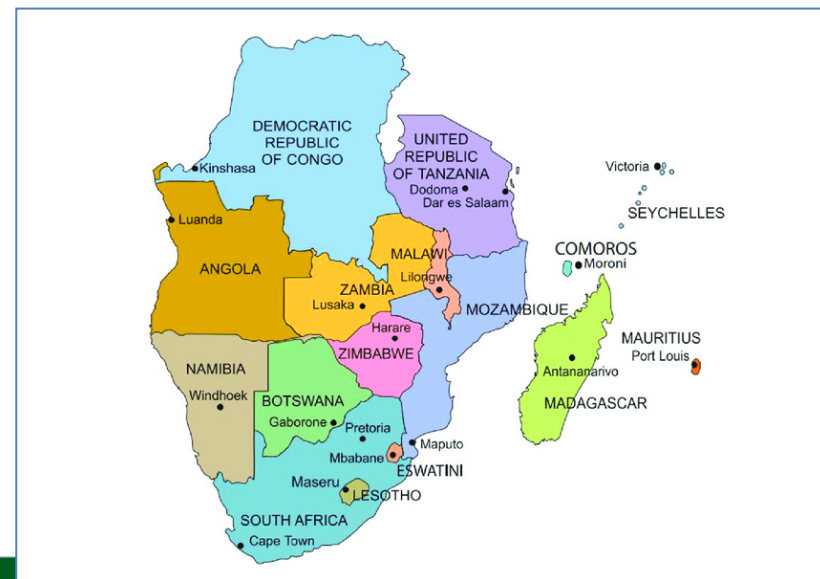 DEMOCRATIC
REPUBLIC
OF CONGO
Kinshasa
UNITED
REPUBLIC
OF TANZANIA
Dodoma
Dar es Salaam
Victoria
SEYCHELLES
Luanda
ANGOLA
MALAWI
Lilongwe
COMOROS
Moroni
ZAMBIA
Lusaka
MOZAMBIQUE
Harare
ZIMBABWE
MAURITIUS
Port Louis
NAMIBIA
Windhoek
Antananarivo
MADAGASCAR
BOTSWANA
Gaborone
Pretoria
Mbabane
Maputo
ESWATINI
Maseru
LESOTHO
SOUTH AFRICA
Cape Town